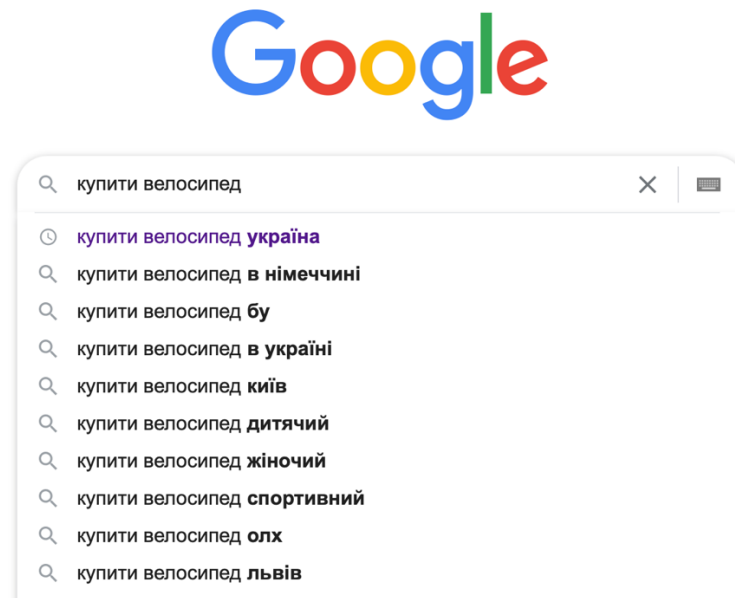 Google
купити велосипед
купити велосипед україна
купити велосипед в німеччині
купити велосипед бу
купити велосипед в україні
купити велосипед київ
купити велосипед дитячий
купити велосипед жіночий
купити велосипед спортивний
купити велосипед олх
купити велосипед львів